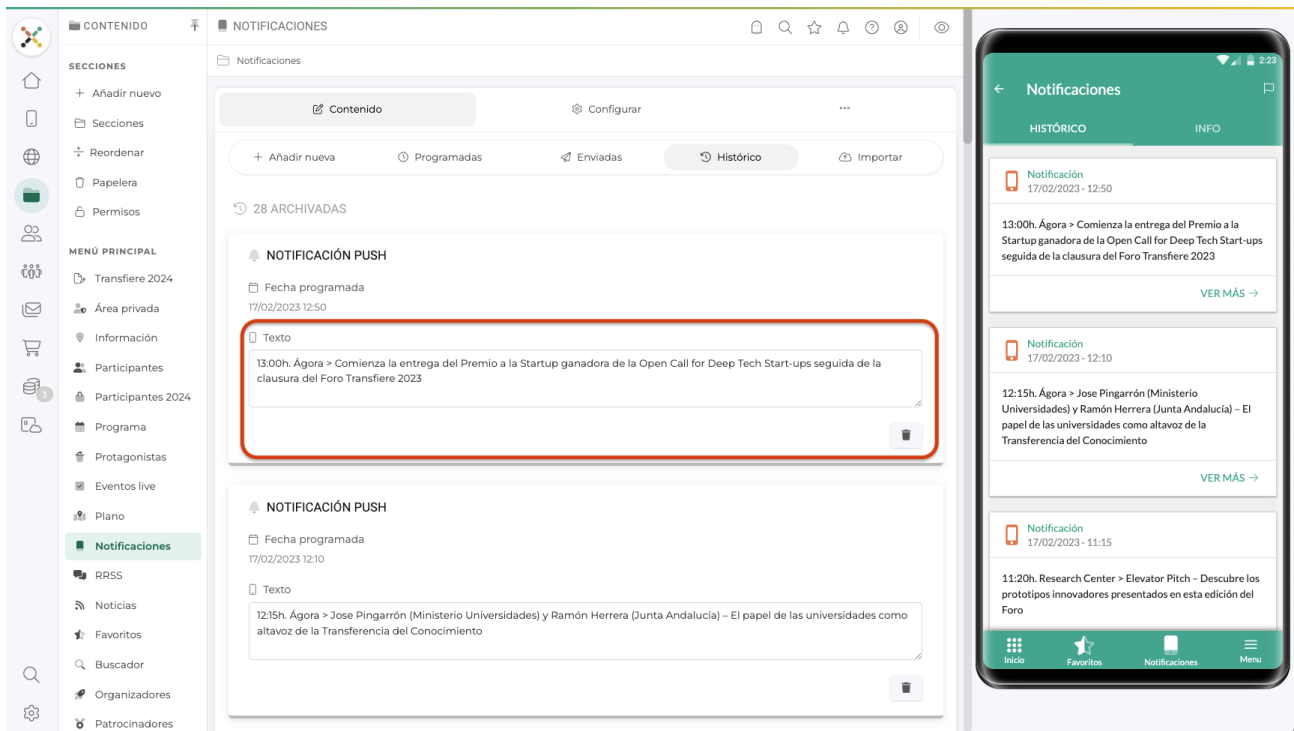 CONTENIDO
SECCIONES
Añadir nuevo
Secciones
Reordenar
Papelera
Permisos
MENÚ PRINCIPAL
Transfiere 2024
Área privada
Información
Participantes
Participantes 2024
Programa
Protagonistas
Eventos live
Plano
Notificaciones
RRSS
Noticias
Favoritos
Buscador
Organizadores
Patrocinadores
3
NOTIFICACIONES
Notificaciones
Contenido
Configurar
...
+ Añadir nueva
Programadas
Enviadas
Histórico
Importar
28 ARCHIVADAS
NOTIFICACIÓN PUSH
Fecha programada
17/02/2023 12:50
Texto
13:00h. Ágora > Comienza la entrega del Premio a la Startup ganadora de la Open Call for Deep Tech Start-ups seguida de la
clausura del Foro Transfiere 2023
NOTIFICACIÓN PUSH
Fecha programada
17/02/2023 12:10
Texto
12:15h. Ágora > Jose Pingarrón (Ministerio Universidades) y Ramón Herrera (Junta Andalucía) – El papel de las universidades como
altavoz de la Transferencia del Conocimiento
2:23
Notificaciones
HISTÓRICO
INFO
Notificación
17/02/2023 - 12:50
13:00h. Ágora > Comienza la entrega del Premio a la
Startup ganadora de la Open Call for Deep Tech Start-ups
seguida de la clausura del Foro Transfiere 2023
VER MÁS →
Notificación
17/02/2023 - 12:10
12:15h. Ágora > Jose Pingarrón (Ministerio
Universidades) y Ramón Herrera (Junta Andalucía) – El
papel de las universidades como altavoz de la
Transferencia del Conocimiento
VER MÁS →
Notificación
17/02/2023 - 11:15
11:20h. Research Center > Elevator Pitch – Descubre los
prototipos innovadores presentados en esta edición del
Foro
Inicio
Favoritos
Notificaciones
Menu